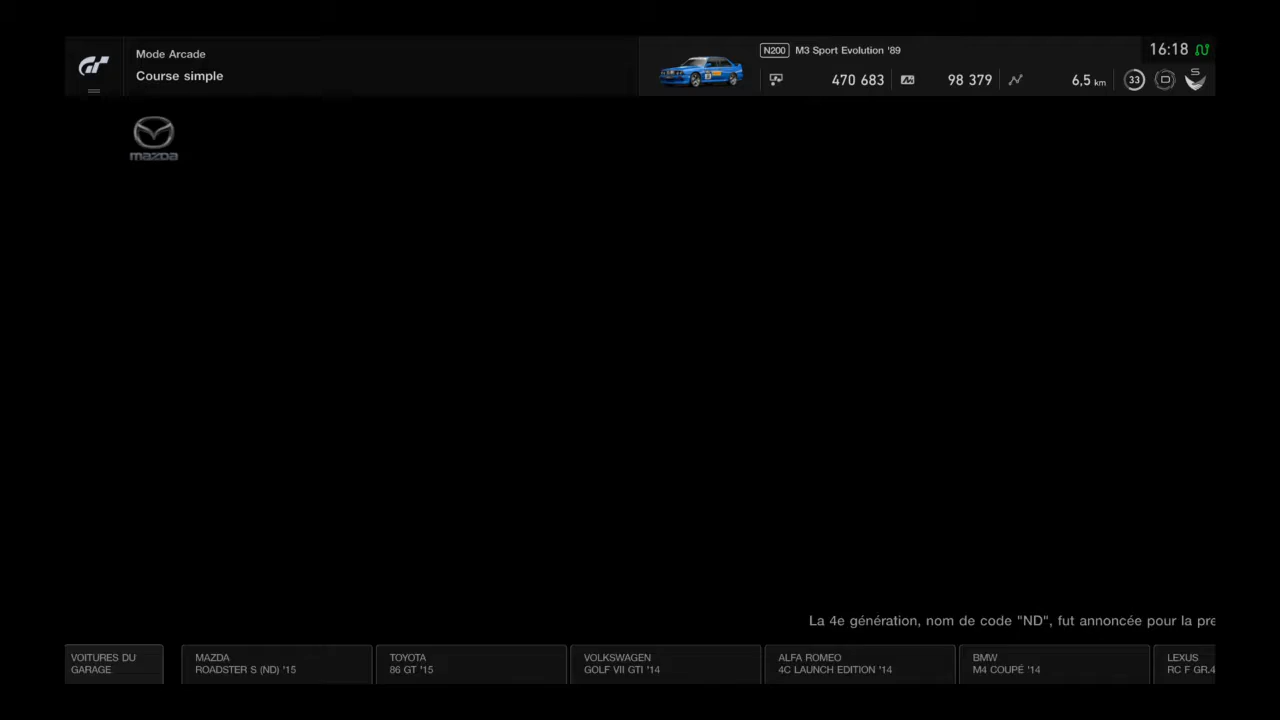 Mode Arcade
Course simple
N200 M3 Sport Evolution '89
16:18
470 683
98 379
6,5 km
33
S
mazda
La 4e génération, nom de code "ND", fut annoncée pour la pre
VOITURES DU
GARAGE
MAZDA
ROADSTER S (ND) '15
TOYOTA
86 GT '15
VOLKSWAGEN
GOLF VII GTI '14
ALFA ROMEO
4C LAUNCH EDITION '14
BMW
M4 COUPÉ '14
LEXUS
RC F GR.4